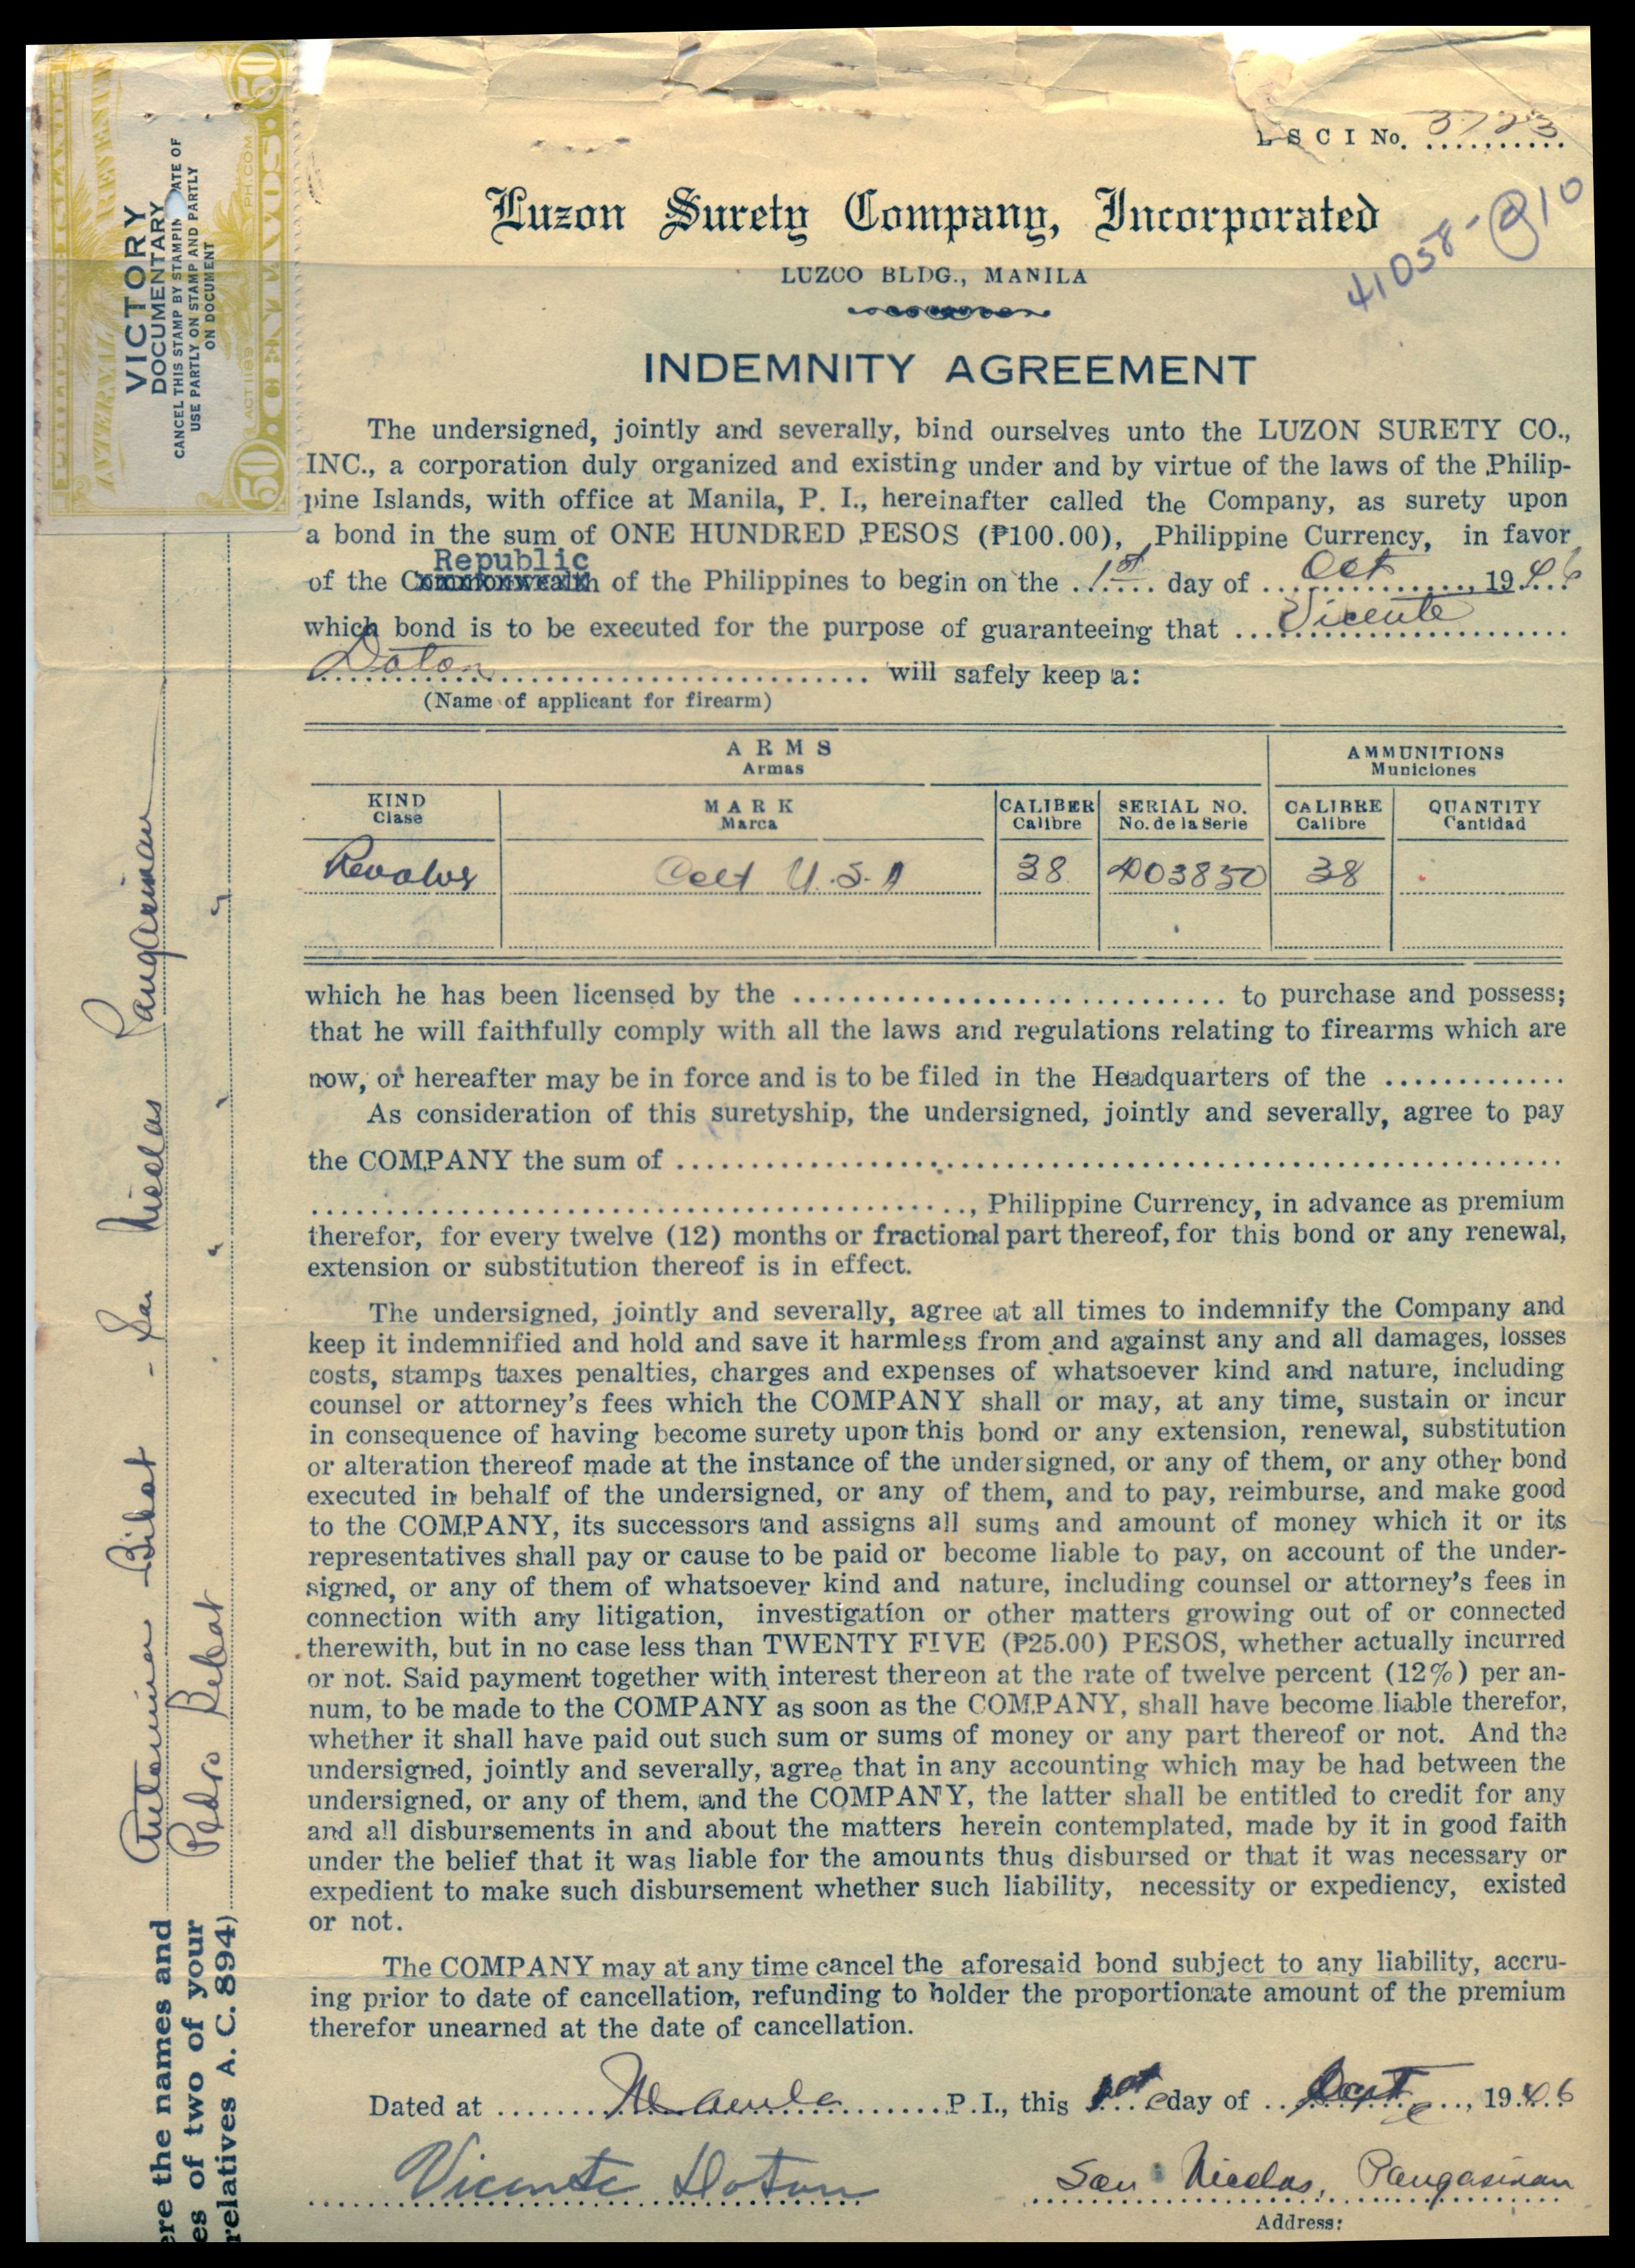 L S C I No. 3723
41058-210
Luzon Surety Company, Incorporated
LUZCO BLDG., MANILA
INDEMNITY AGREEMENT
The undersigned, jointly and severally, bind ourselves unto the LUZON SURETY CO.,
INC., a corporation duly organized and existing under and by virtue of the laws of the Philip-
pine Islands, with office at Manila, P. I., hereinafter called the Company, as surety upon
a bond in the sum of ONE HUNDRED PESOS (₱100.00), Philippine Currency, in favor
Republic
of the Commonwealth of the Philippines to begin on the 1st day of Oct, 1946
which bond is to be executed for the purpose of guaranteeing that Vicente
Doton will safely keep a:
(Name of applicant for firearm)
A R M S AMMUNITIONS
Armas Municiones
KIND MARK CALIBER SERIAL NO. CALIBRE QUANTITY
Clase Marca Calibre No. de la Serie Calibre Cantidad
Revolver Colt U.S.A 38 403850 38
which he has been licensed by the ............................ to purchase and possess;
that he will faithfully comply with all the laws and regulations relating to firearms which are
now, or hereafter may be in force and is to be filed in the Headquarters of the .............
As consideration of this suretyship, the undersigned, jointly and severally, agree to pay
the COMPANY the sum of ............................................................
............................................, Philippine Currency, in advance as premium
therefor, for every twelve (12) months or fractional part thereof, for this bond or any renewal,
extension or substitution thereof is in effect.
The undersigned, jointly and severally, agree at all times to indemnify the Company and
keep it indemnified and hold and save it harmless from and against any and all damages, losses
costs, stamps taxes penalties, charges and expenses of whatsoever kind and nature, including
counsel or attorney's fees which the COMPANY shall or may, at any time, sustain or incur
in consequence of having become surety upon this bond or any extension, renewal, substitution
or alteration thereof made at the instance of the undersigned, or any of them, or any other bond
executed in behalf of the undersigned, or any of them, and to pay, reimburse, and make good
to the COMPANY, its successors and assigns all sums and amount of money which it or its
representatives shall pay or cause to be paid or become liable to pay, on account of the under-
signed, or any of them of whatsoever kind and nature, including counsel or attorney's fees in
connection with any litigation, investigation or other matters growing out of or connected
therewith, but in no case less than TWENTY FIVE (₱25.00) PESOS, whether actually incurred
or not. Said payment together with interest thereon at the rate of twelve percent (12%) per an-
num, to be made to the COMPANY as soon as the COMPANY, shall have become liable therefor,
whether it shall have paid out such sum or sums of money or any part thereof or not. And the
undersigned, jointly and severally, agree that in any accounting which may be had between the
undersigned, or any of them, and the COMPANY, the latter shall be entitled to credit for any
and all disbursements in and about the matters herein contemplated, made by it in good faith
under the belief that it was liable for the amounts thus disbursed or that it was necessary or
expedient to make such disbursement whether such liability, necessity or expediency, existed
or not.
The COMPANY may at any time cancel the aforesaid bond subject to any liability, accru-
ing prior to date of cancellation, refunding to holder the proportionate amount of the premium
therefor unearned at the date of cancellation.
Dated at Manila P.I., this 1st day of Oct, 1946
Vicente Doton San Nicolas, Pangasinan
Address:
INTERNAL REVENUE
VICTORY
DOCUMENTARY
CANCEL THIS STAMP BY STAMPIN ATE OF
USE PARTLY ON STAMP AND PARTLY
ON DOCUMENT
ACT 1189 PH.COM.
50 CENTAVOS 50
ere the names and Antonina Bibat - San Nicolas Pangasinan
es of two of your Pedro Bibat " " "
relatives A. C. 894)